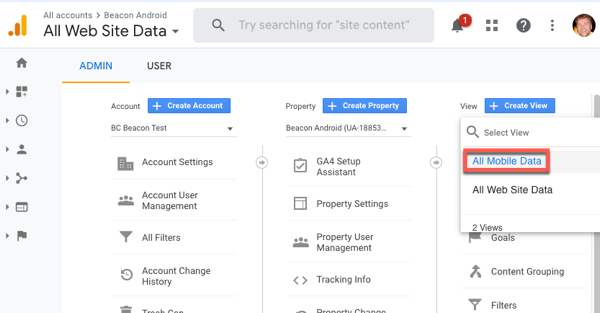 All accounts > Beacon Android
All Web Site Data
Try searching for "site content"
1
ADMIN
USER
Account
+ Create Account
BC Beacon Test
Account Settings
Account User
Management
All Filters
Account Change
History
Trash Can
Property
+ Create Property
Beacon Android (UA-18853...
GA4 Setup
Assistant
Property Settings
Property User
Management
Tracking Info
Property Change
View
+ Create View
Select View
All Mobile Data
All Web Site Data
2 Views
Goals
Content Grouping
Filters